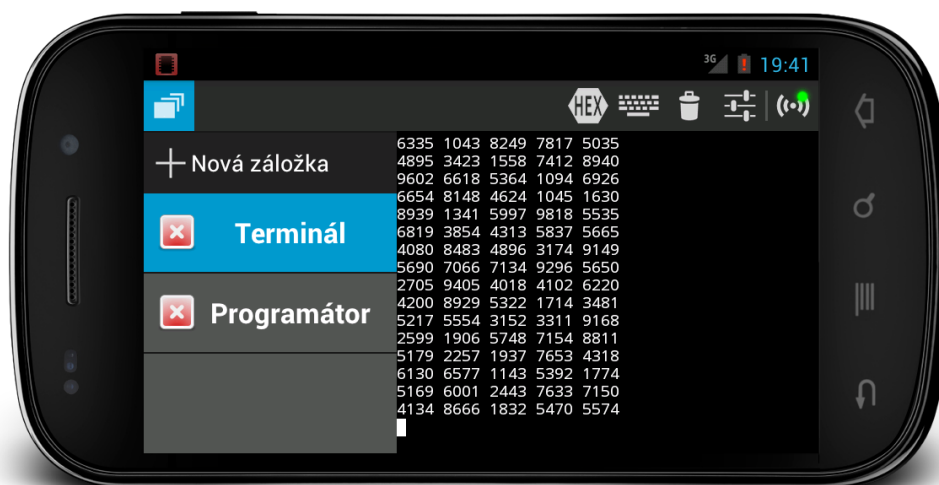 3G 19:41
HEX
Nová záložka
Terminál
Programátor
6335 1043 8249 7817 5035
4895 3423 1558 7412 8940
9602 6618 5364 1094 6926
6654 8148 4624 1045 1630
8939 1341 5997 9818 5535
6819 3854 4313 5837 5665
4080 8483 4896 3174 9149
5690 7066 7134 9296 5650
2705 9405 4018 4102 6220
4200 8929 5322 1714 3481
5217 5554 3152 3311 9168
2599 1906 5748 7154 8811
5179 2257 1937 7653 4318
6130 6577 1143 5392 1774
5169 6001 2443 7633 7150
4134 8666 1832 5470 5574